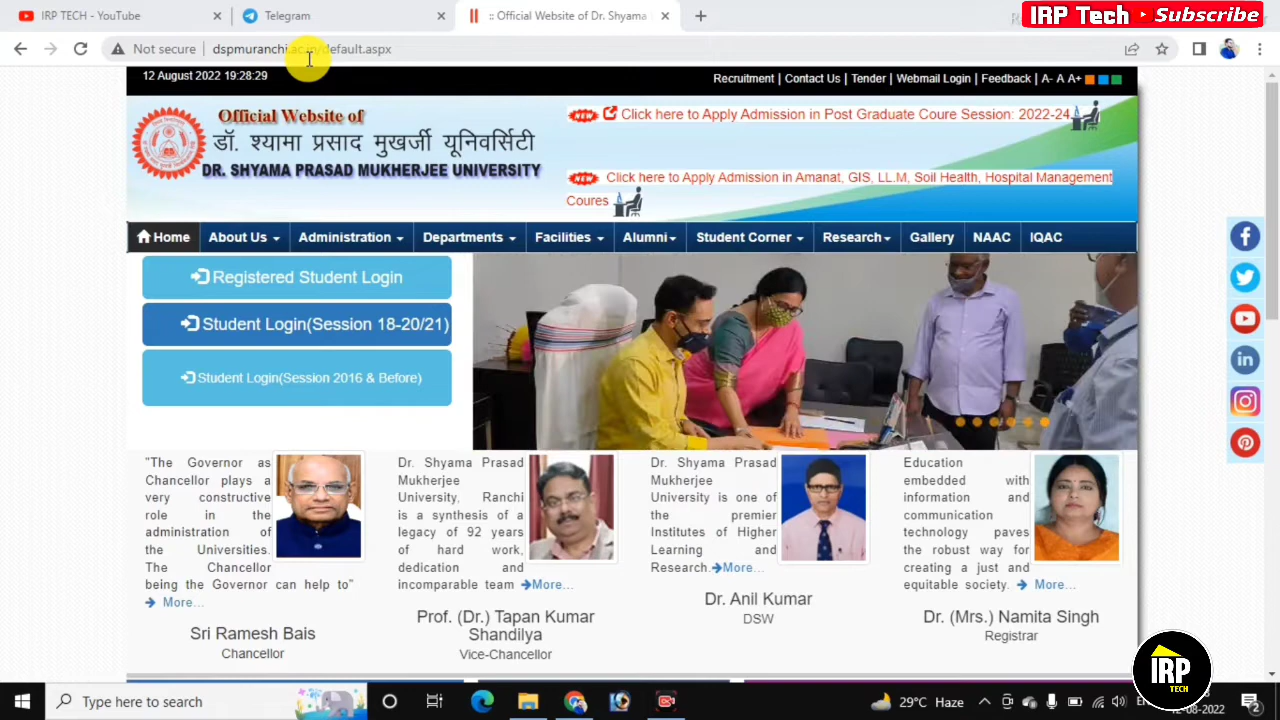 IRP TECH - YouTube
Telegram
:: Official Website of Dr. Shyama
IRP Tech Subscribe
Not secure dspmuranchi.ac.in/default.aspx
12 August 2022 19:28:29
Recruitment | Contact Us | Tender | Webmail Login | Feedback | A- A A+
Official Website of
डॉ. श्यामा प्रसाद मुखर्जी यूनिवर्सिटी
DR. SHYAMA PRASAD MUKHERJEE UNIVERSITY
NEW Click here to Apply Admission in Post Graduate Coure Session: 2022-24
NEW Click here to Apply Admission in Amanat, GIS, LL.M, Soil Health, Hospital Management
Coures
Home About Us Administration Departments Facilities Alumni Student Corner Research Gallery NAAC IQAC
Registered Student Login
Student Login(Session 18-20/21)
Student Login(Session 2016 & Before)
"The Governor as
Chancellor plays a
very constructive
role in the
administration of
the Universities.
The Chancellor
being the Governor can help to"
More...
Sri Ramesh Bais
Chancellor
Dr. Shyama Prasad
Mukherjee
University, Ranchi
is a synthesis of a
legacy of 92 years
of hard work,
dedication and
incomparable team More...
Prof. (Dr.) Tapan Kumar
Shandilya
Vice-Chancellor
Dr. Shyama Prasad
Mukherjee
University is one of
the premier
Institutes of Higher
Learning and
Research. More...
Dr. Anil Kumar
DSW
Education
embedded with
information and
communication
technology paves
the robust way for
creating a just and
equitable society. More...
Dr. (Mrs.) Namita Singh
Registrar
IRP
TECH
Type here to search
29°C Haze
12-08-2022
2